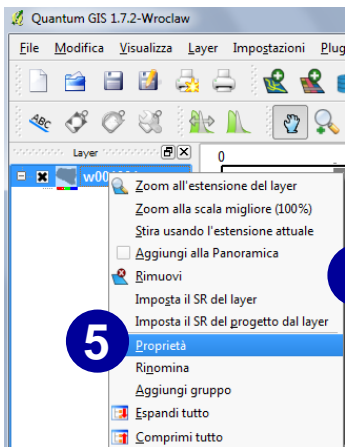 Quantum GIS 1.7.2-Wroclaw
File Modifica Visualizza Layer Impostazioni Plug
ABC
Layer
0
Zoom all'estensione del layer
Zoom alla scala migliore (100%)
Stira usando l'estensione attuale
Aggiungi alla Panoramica
Rimuovi
Imposta il SR del layer
Imposta il SR del progetto dal layer
5
Proprietà
Rinomina
Aggiungi gruppo
Espandi tutto
Comprimi tutto